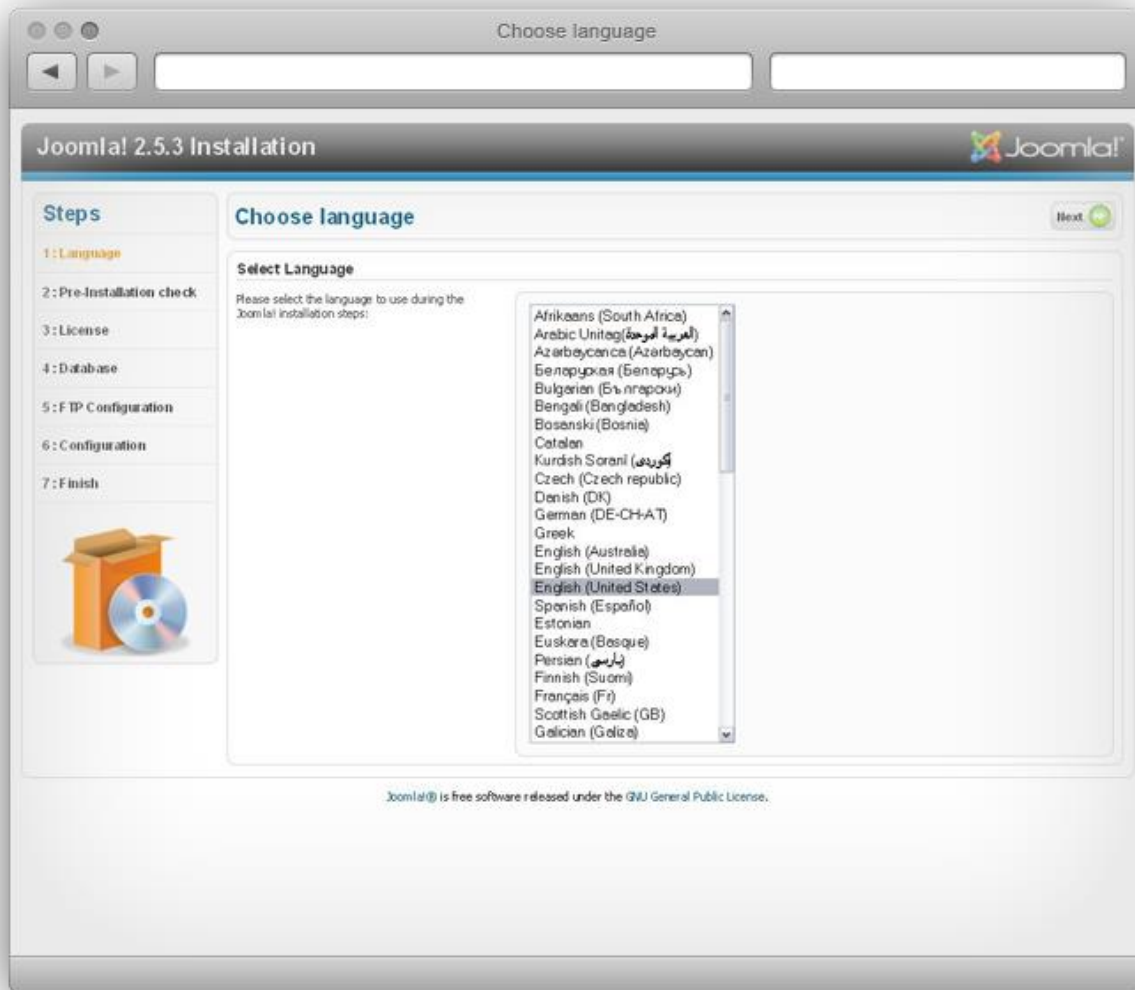 Choose language
Joomla! 2.5.3 Installation
Joomla!
Steps
1 : Language
2 : Pre-Installation check
3 : License
4 : Database
5 : FTP Configuration
6 : Configuration
7 : Finish
Choose language
Next
Select Language
Please select the language to use during the
Joomla! installation steps:
Afrikaans (South Africa)
Arabic Unitag (العربية الموحدة)
Azərbaycanca (Azərbaycan)
Беларуская (Беларусь)
Bulgarian (Български)
Bengali (Bangladesh)
Bosanski (Bosnia)
Catalan
Kurdish Soranî (کوردی)
Czech (Czech republic)
Danish (DK)
German (DE-CH-AT)
Greek
English (Australia)
English (United Kingdom)
English (United States)
Spanish (Español)
Estonian
Euskara (Basque)
Persian (پارسی)
Finnish (Suomi)
Français (Fr)
Scottish Gaelic (GB)
Galician (Galiza)
Joomla!® is free software released under the GNU General Public License.